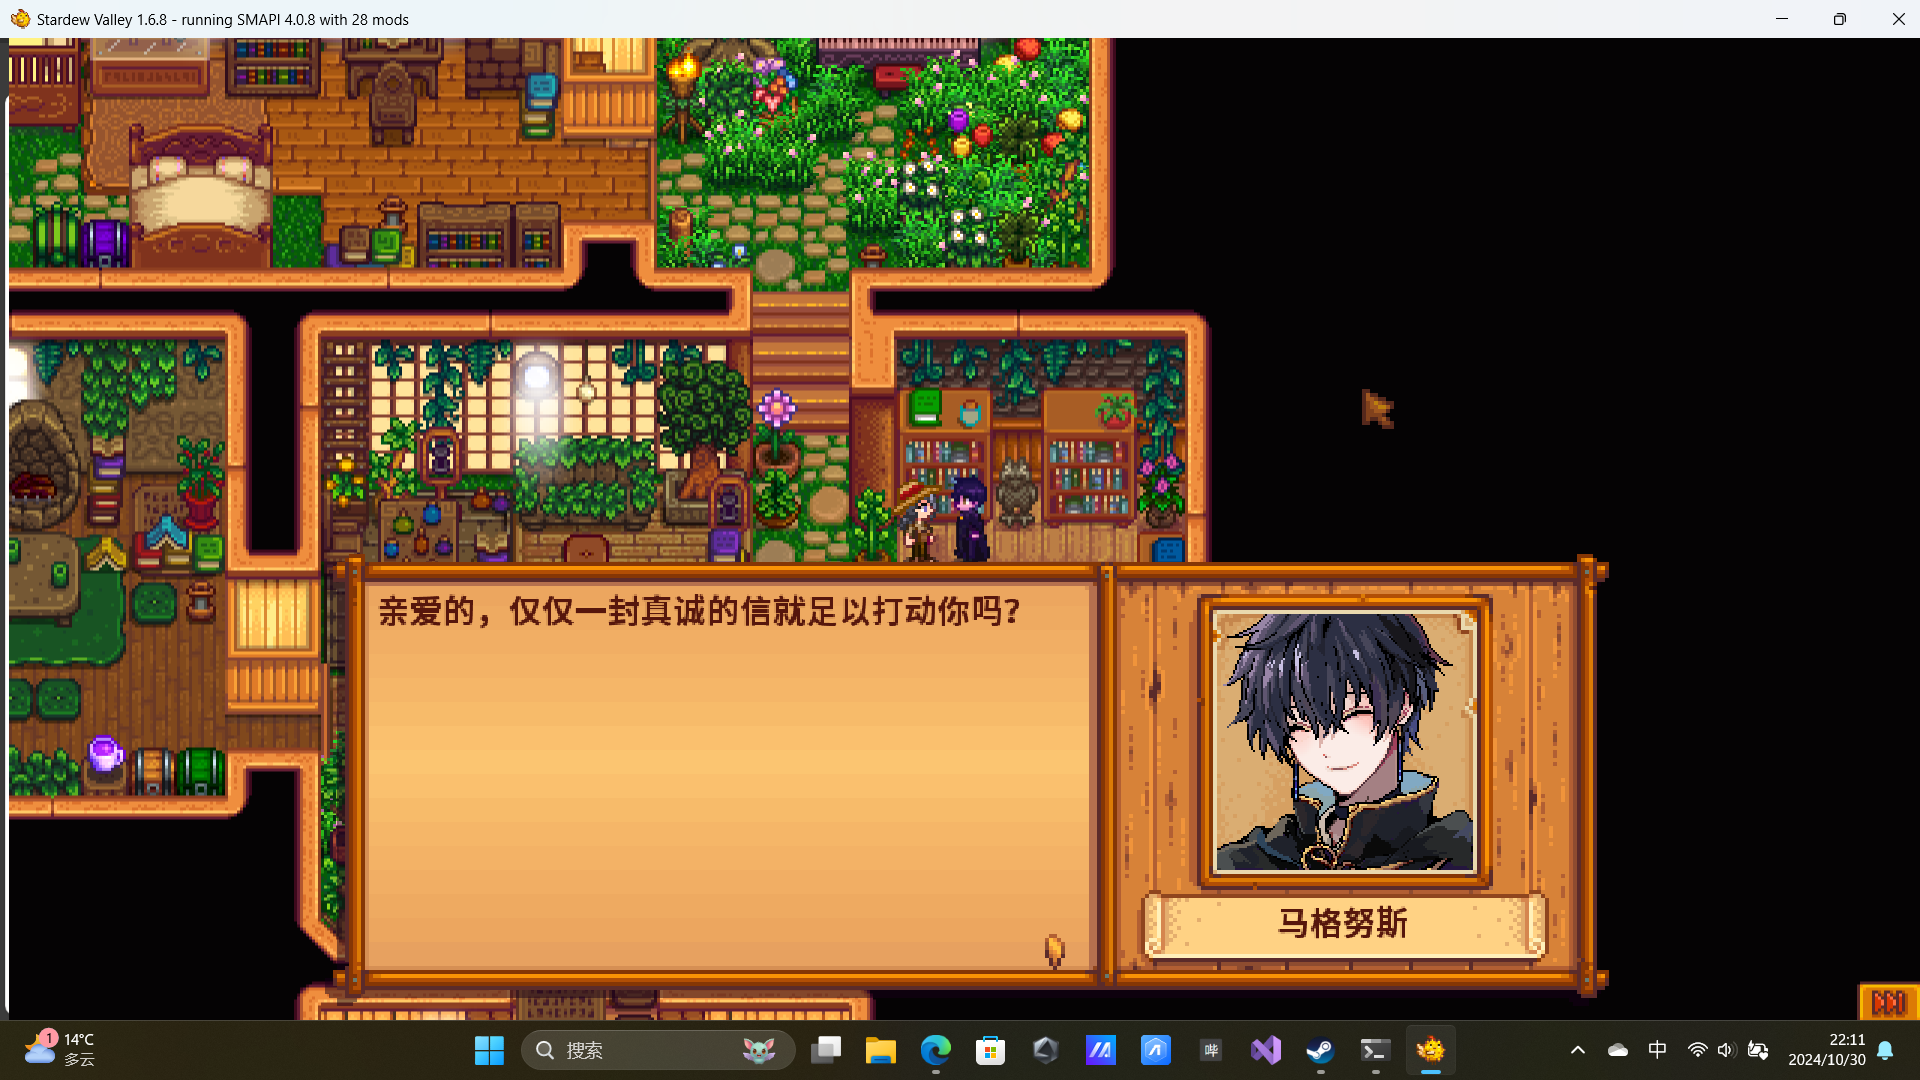 Stardew Valley 1.6.8 - running SMAPI 4.0.8 with 28 mods
亲爱的，仅仅一封真诚的信就足以打动你吗？
马格努斯
1
14°C
多云
搜索
哔
中
22:11
2024/10/30